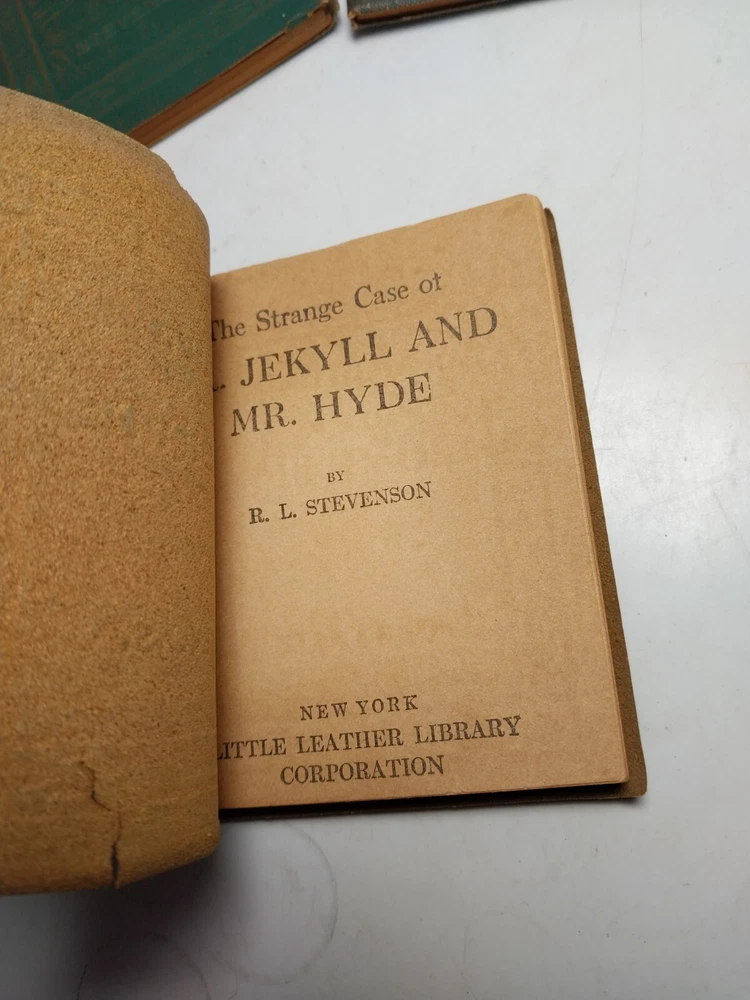 The Strange Case of
. JEKYLL AND
MR. HYDE
BY
R. L. STEVENSON
NEW YORK
LITTLE LEATHER LIBRARY
CORPORATION